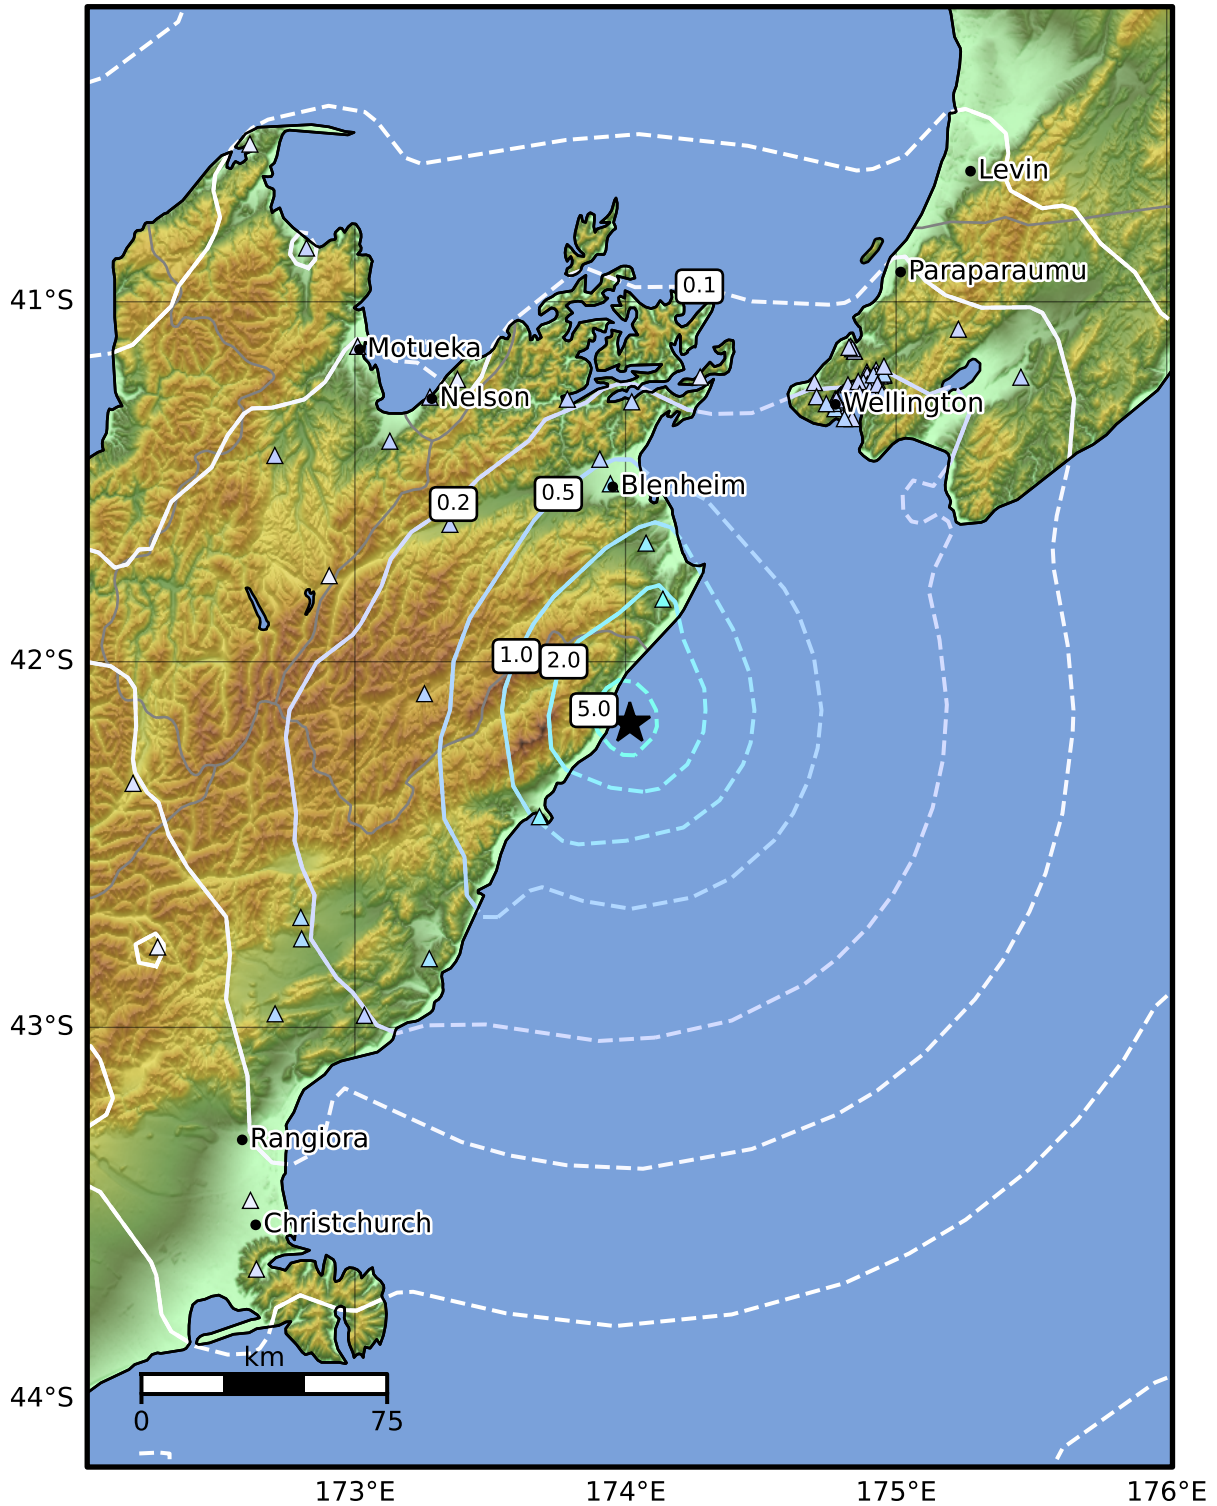 Levin
Paraparaumu
0.1
41°S
Motueka
Nelson
Wellington
Blenheim
0.5
0.2
1.0
2.0
42°S
5.0
43°S
Rangiora
Christchurch
km
0
75
44°S
173°E
174°E
175°E
176°E